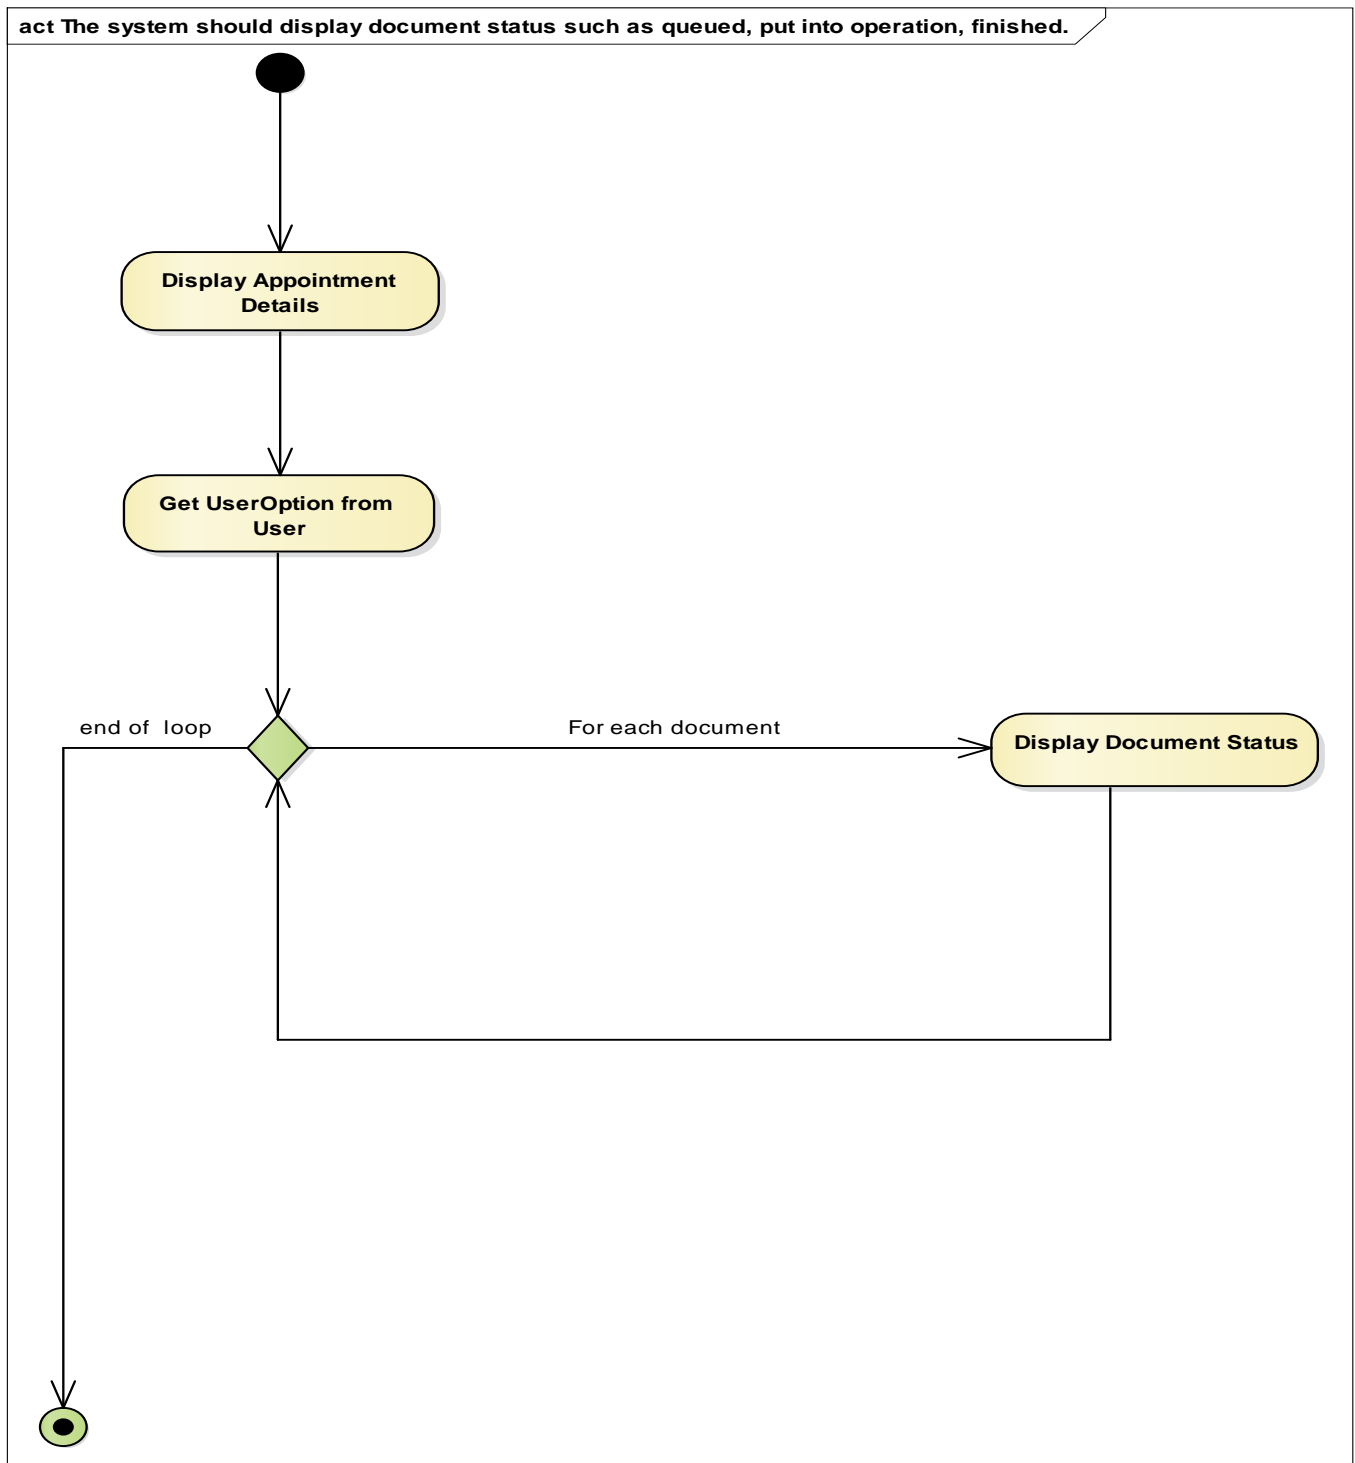 act The system should display document status such as queued, put into operation, finished.
Display Appointment
Details
Get UserOption from
User
end of loop
For each document
Display Document Status